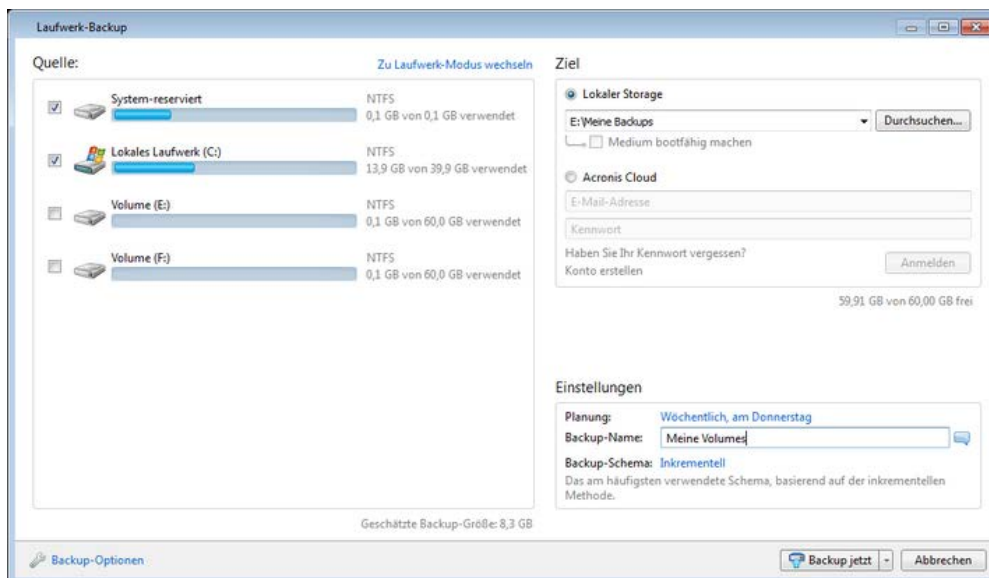 Laufwerk-Backup
Quelle:
Zu Laufwerk-Modus wechseln
System-reserviert
NTFS
0,1 GB von 0,1 GB verwendet
Lokales Laufwerk (C:)
NTFS
13,9 GB von 39,9 GB verwendet
Volume (E:)
NTFS
0,1 GB von 60,0 GB verwendet
Volume (F:)
NTFS
0,1 GB von 60,0 GB verwendet
Geschätzte Backup-Größe: 8,3 GB
Ziel
Lokaler Storage
E:\Meine Backups
Durchsuchen...
Medium bootfähig machen
Acronis Cloud
E-Mail-Adresse
Kennwort
Haben Sie Ihr Kennwort vergessen?
Konto erstellen
Anmelden
59,91 GB von 60,00 GB frei
Einstellungen
Planung: Wöchentlich, am Donnerstag
Backup-Name: Meine Volumes
Backup-Schema: Inkrementell
Das am häufigsten verwendete Schema, basierend auf der inkrementellen
Methode.
Backup-Optionen
Backup jetzt
Abbrechen